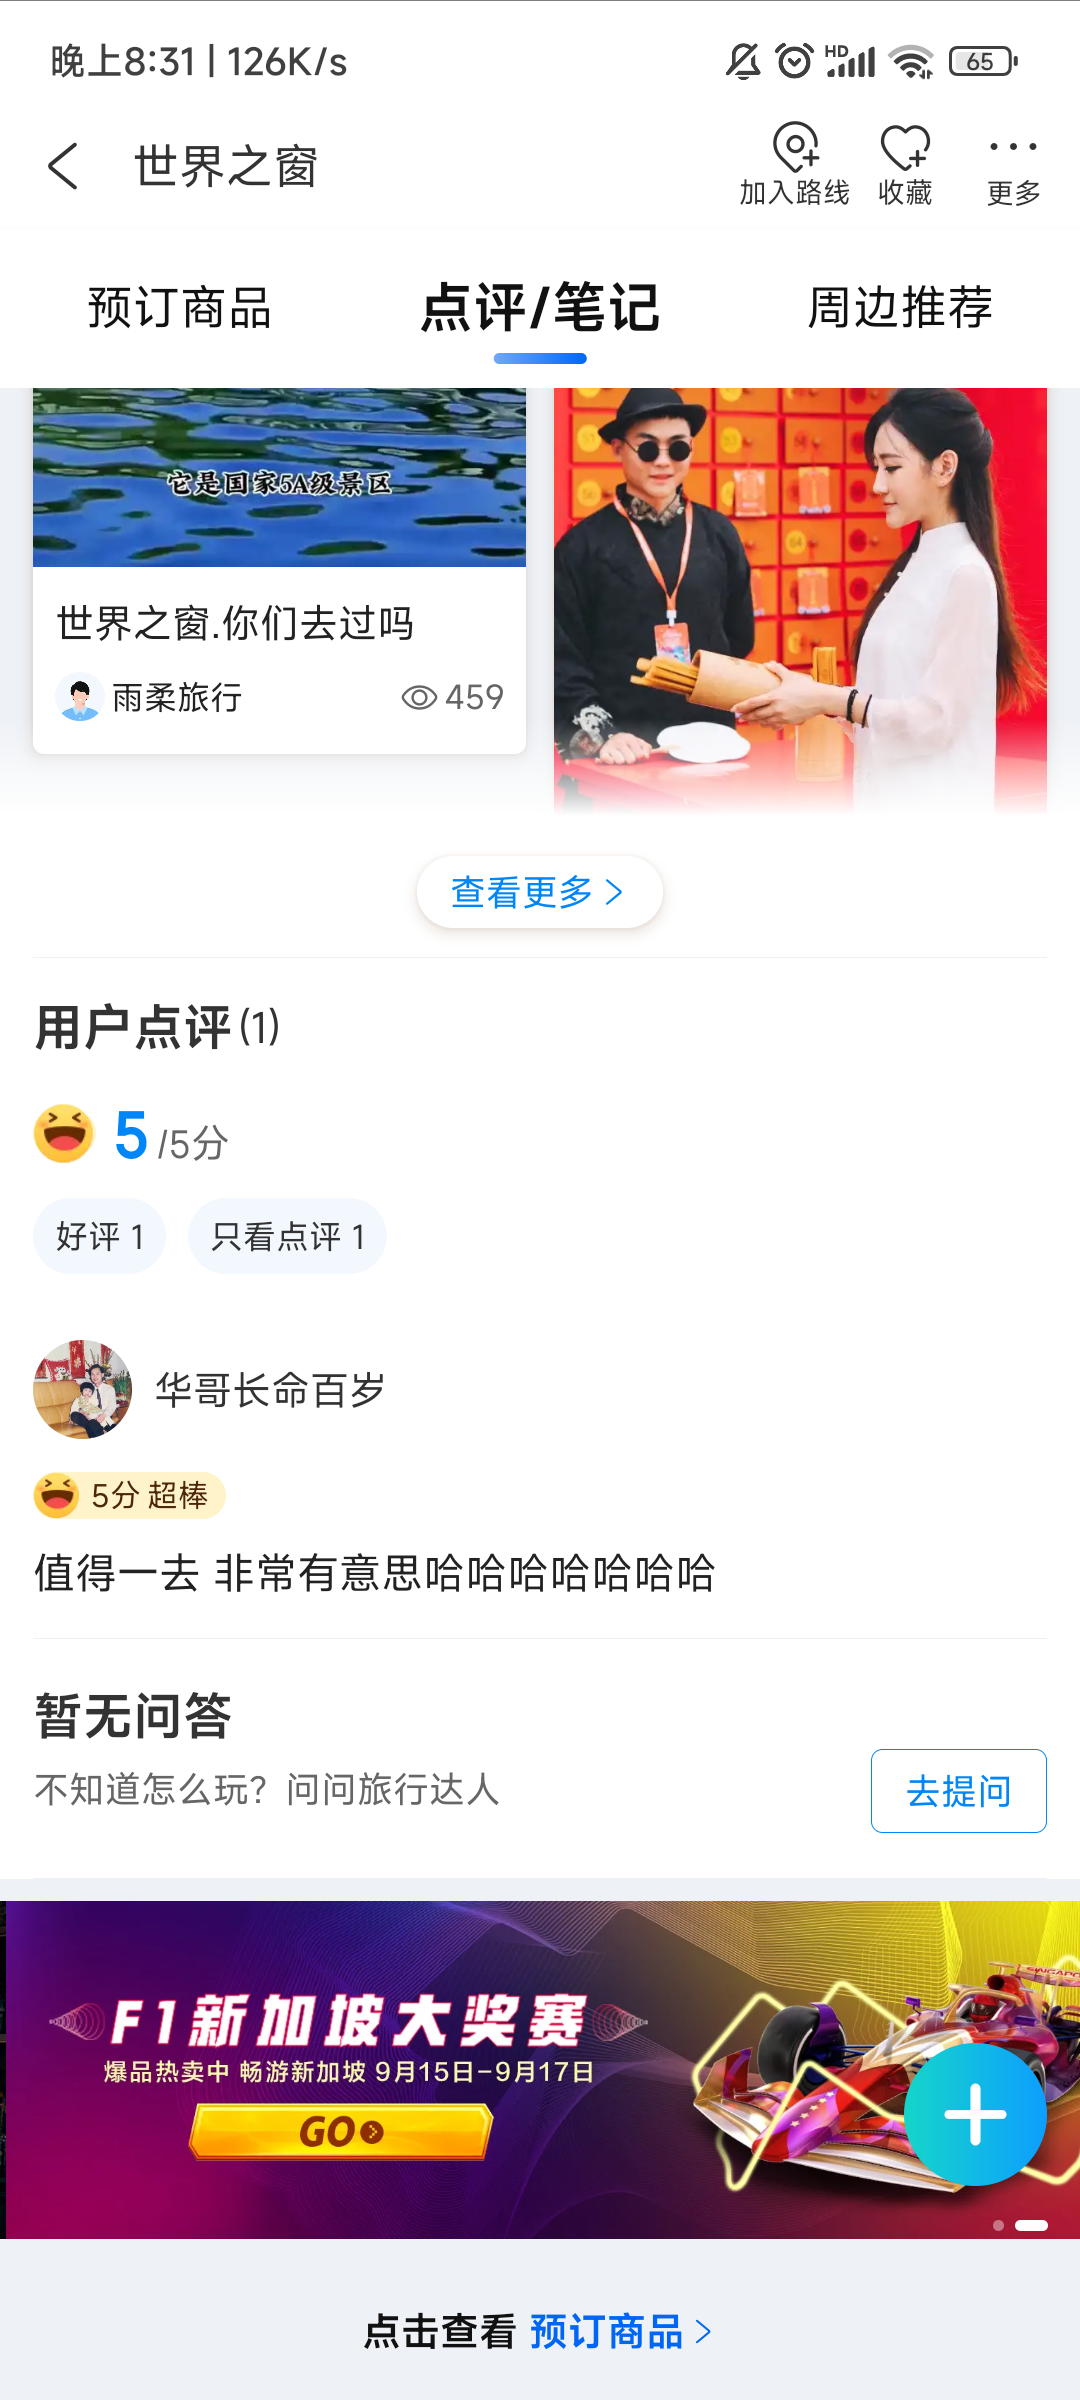 晚上8:31 | 126K/s
HD
65
世界之窗
加入路线
收藏
更多
预订商品
点评/笔记
周边推荐
它是国家5A级景区
世界之窗.你们去过吗
雨柔旅行
459
查看更多
用户点评(1)
5 /5分
好评 1
只看点评 1
华哥长命百岁
5分 超棒
值得一去 非常有意思哈哈哈哈哈哈哈
暂无问答
不知道怎么玩？问问旅行达人
去提问
F1新加坡大奖赛
爆品热卖中 畅游新加坡 9月15日-9月17日
GO
点击查看 预订商品